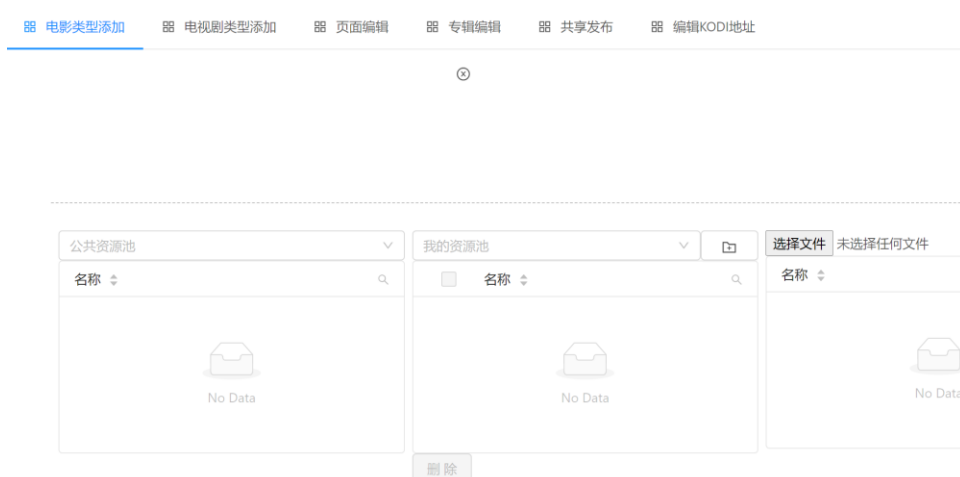 电影类型添加 电视剧类型添加 页面编辑 专辑编辑 共享发布 编辑KODI地址
公共资源池 我的资源池 选择文件 未选择任何文件
名称 名称 名称
No Data No Data No Data
删 除